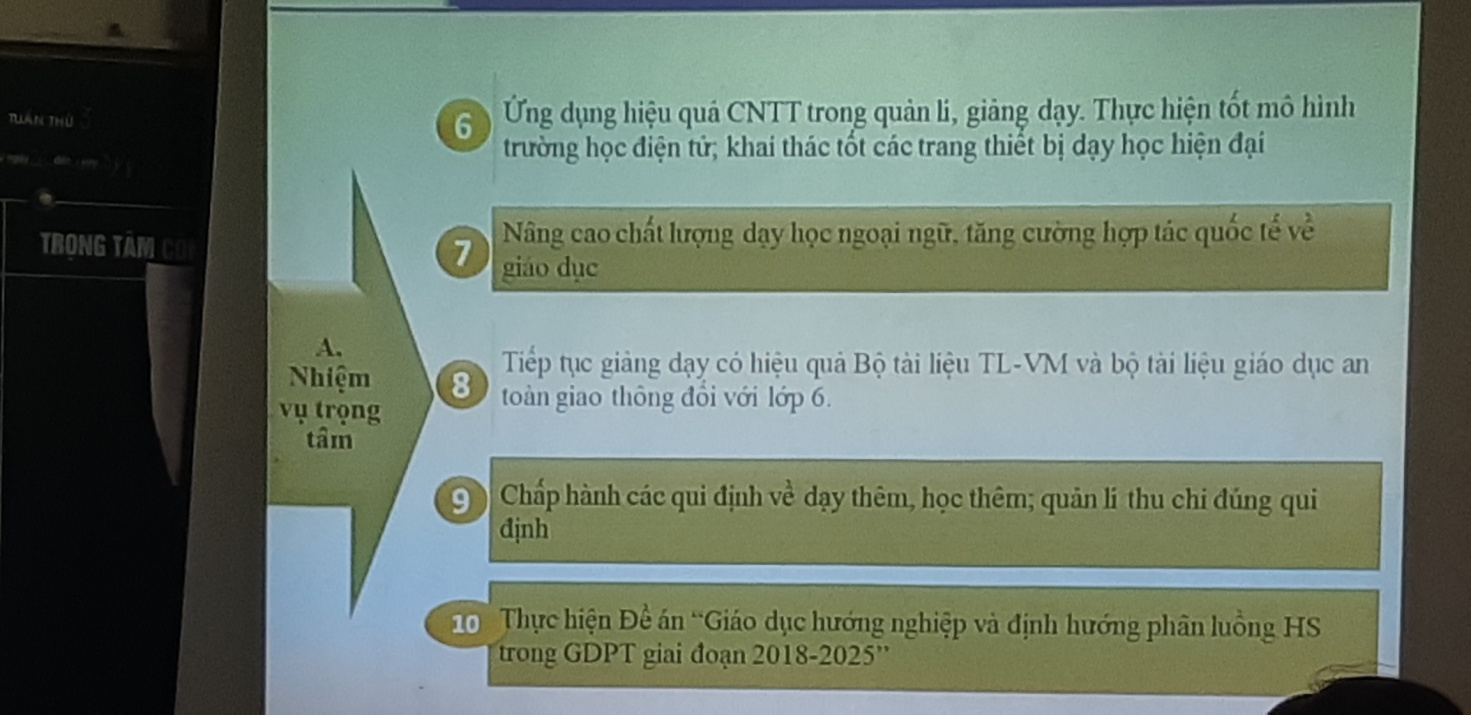 TUẦN THỨ 3
TRỌNG TÂM
A.
Nhiệm
vụ trọng
tâm
6
Ứng dụng hiệu quả CNTT trong quản lí, giảng dạy. Thực hiện tốt mô hình
trường học điện tử; khai thác tốt các trang thiết bị dạy học hiện đại
7
Nâng cao chất lượng dạy học ngoại ngữ, tăng cường hợp tác quốc tế về
giáo dục
8
Tiếp tục giảng dạy có hiệu quả Bộ tài liệu TL-VM và bộ tài liệu giáo dục an
toàn giao thông đối với lớp 6.
9
Chấp hành các qui định về dạy thêm, học thêm; quản lí thu chi đúng qui
định
10
Thực hiện Đề án “Giáo dục hướng nghiệp và định hướng phân luồng HS
trong GDPT giai đoạn 2018-2025”